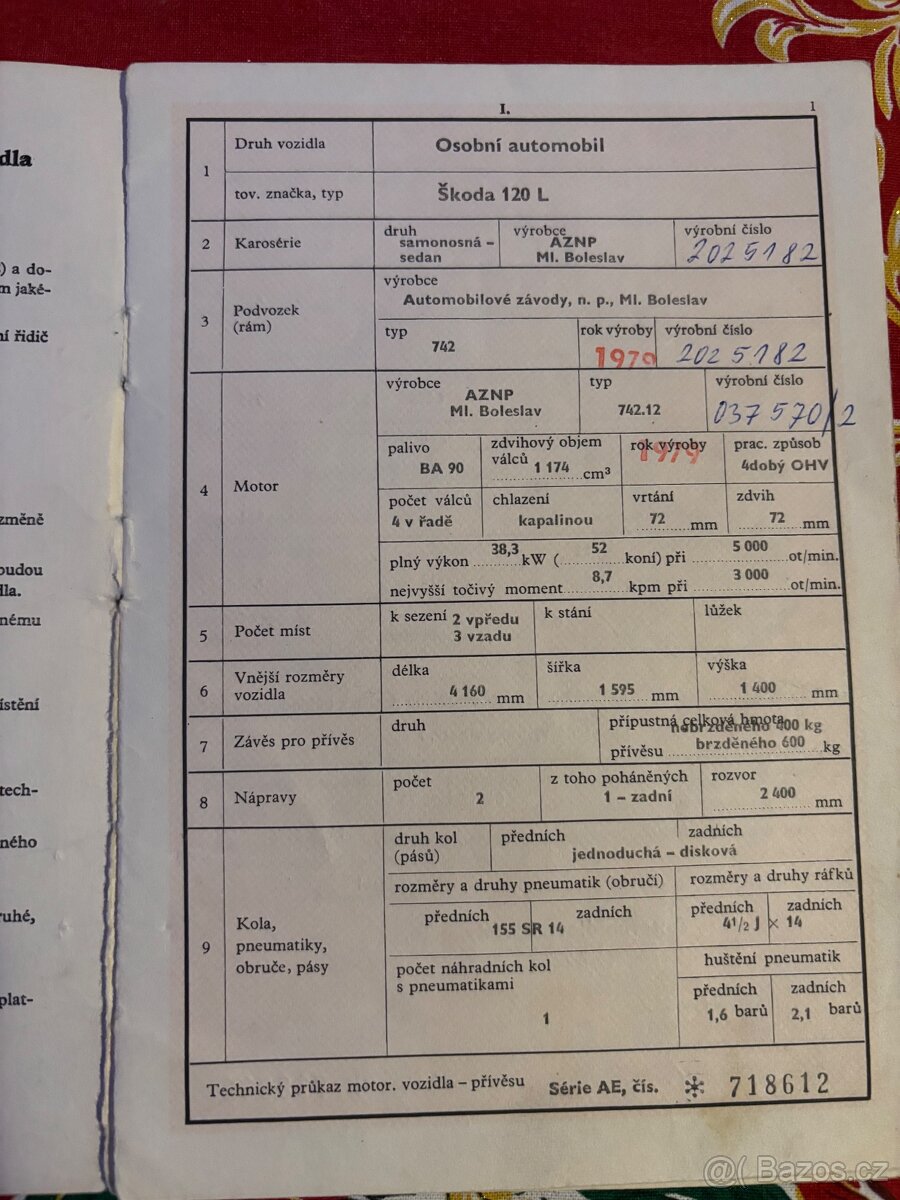 I.
1
dla
) a do-
m jaké-
ní řidič
změně
budou
dla.
nému
ístění
tech-
ného
ruhé,
plat-
1 Druh vozidla Osobní automobil
tov. značka, typ Škoda 120 L
2 Karosérie druh samonosná – sedan výrobce AZNP Ml. Boleslav výrobní číslo 2025182
3 Podvozek (rám) výrobce
Automobilové závody, n. p., Ml. Boleslav
typ 742 rok výroby 1979 výrobní číslo 2025182
4 Motor výrobce AZNP Ml. Boleslav typ 742.12 výrobní číslo 037 570/2
palivo BA 90 zdvihový objem válců 1 174 cm³ rok výroby 1979 prac. způsob 4dobý OHV
počet válců 4 v řadě chlazení kapalinou vrtání 72 mm zdvih 72 mm
plný výkon 38,3 kW ( 52 koní) při 5 000 ot/min.
nejvyšší točivý moment 8,7 kpm při 3 000 ot/min.
5 Počet míst k sezení 2 vpředu 3 vzadu k stání lůžek
6 Vnější rozměry vozidla délka 4 160 mm šířka 1 595 mm výška 1 400 mm
7 Závěs pro přívěs druh přípustná celková hmota
nebrzděného 400 kg
přívěsu brzděného 600 kg
8 Nápravy počet 2 z toho poháněných 1 – zadní rozvor 2 400 mm
9 Kola, pneumatiky, obruče, pásy druh kol (pásů) předních zadních
jednoduchá – disková
rozměry a druhy pneumatik (obručí) rozměry a druhy ráfků
předních zadních 155 SR 14 předních zadních 4½ J × 14
počet náhradních kol s pneumatikami 1 huštění pneumatik
předních 1,6 barů zadních 2,1 barů
Technický průkaz motor. vozidla – přívěsu Série AE, čís. ✻ 718612
@( Bazos.cz